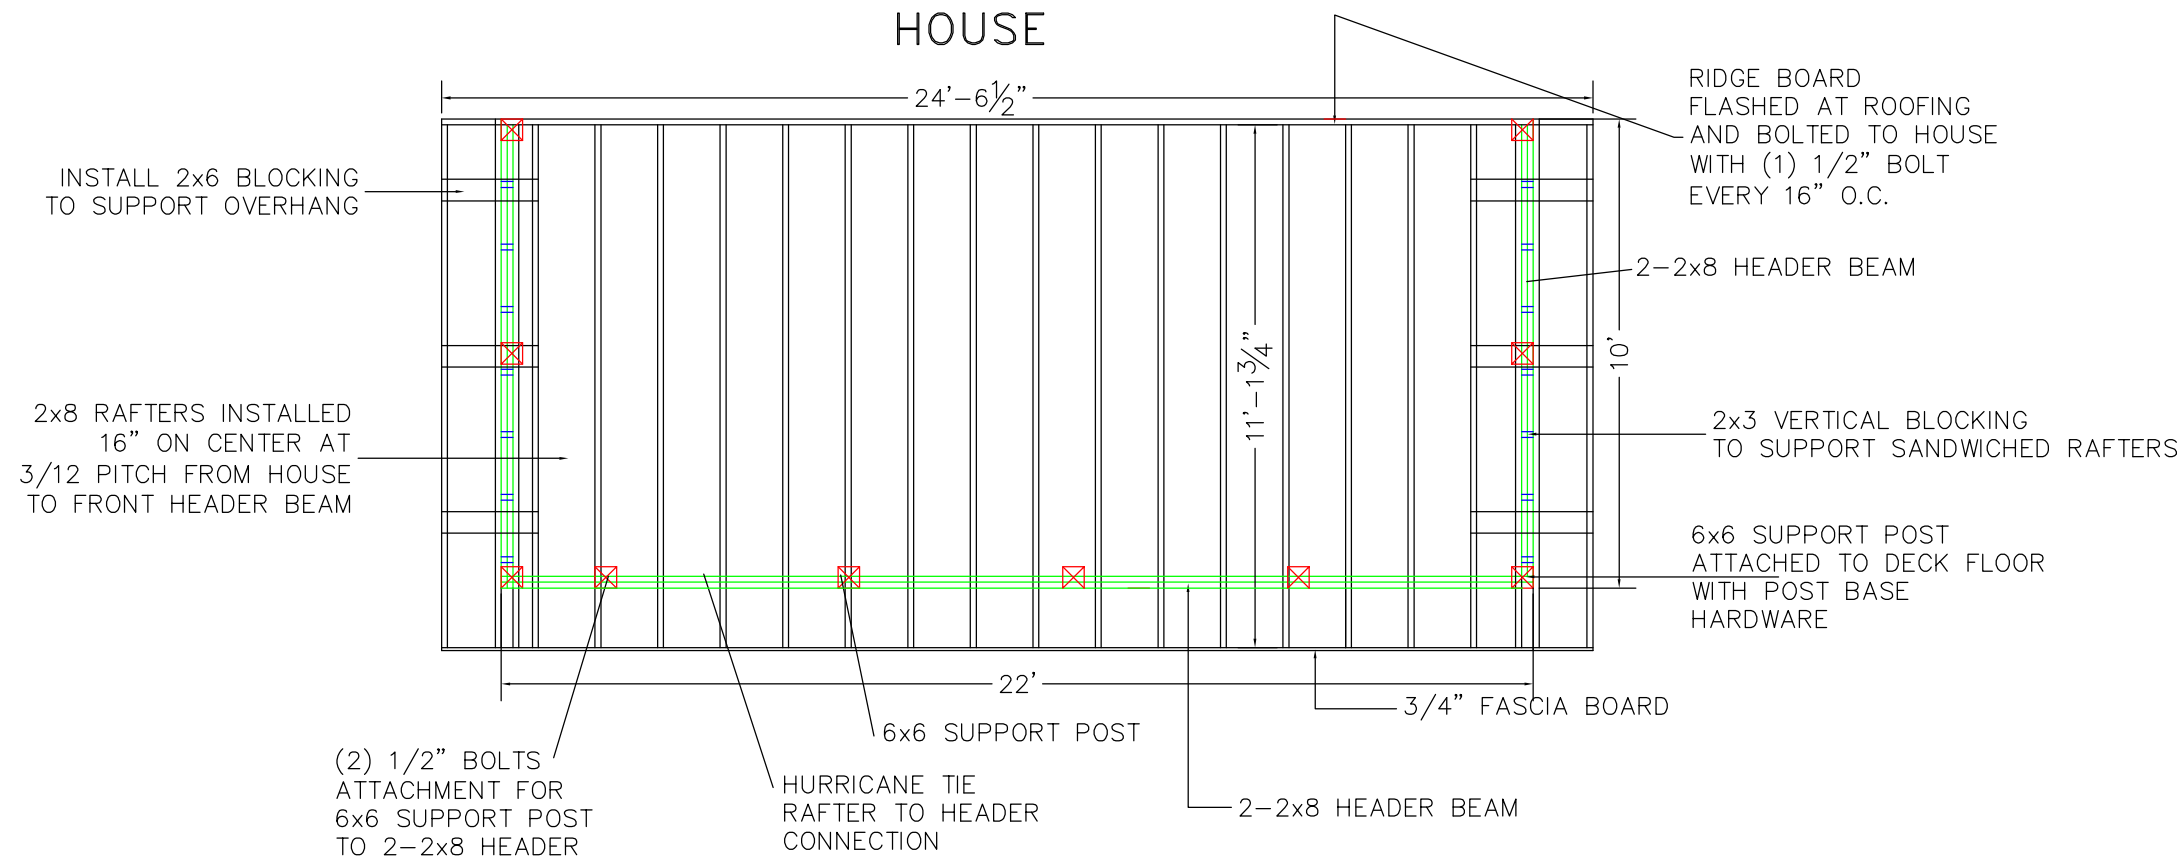 HOUSE
24'-6½"
RIDGE BOARD
FLASHED AT ROOFING
AND BOLTED TO HOUSE
WITH (1) 1/2" BOLT
EVERY 16" O.C.
INSTALL 2x6 BLOCKING
TO SUPPORT OVERHANG
2-2x8 HEADER BEAM
10'
11'-1¾"
2x8 RAFTERS INSTALLED
16" ON CENTER AT
3/12 PITCH FROM HOUSE
TO FRONT HEADER BEAM
2x3 VERTICAL BLOCKING
TO SUPPORT SANDWICHED RAFTERS
6x6 SUPPORT POST
ATTACHED TO DECK FLOOR
WITH POST BASE
HARDWARE
22'
3/4" FASCIA BOARD
6x6 SUPPORT POST
(2) 1/2" BOLTS
ATTACHMENT FOR
6x6 SUPPORT POST
TO 2-2x8 HEADER
HURRICANE TIE
RAFTER TO HEADER
CONNECTION
2-2x8 HEADER BEAM